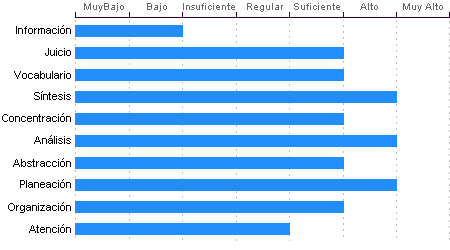 MuyBajo Bajo Insuficiente Regular Suficiente Alto Muy Alto
Información
Juicio
Vocabulario
Síntesis
Concentración
Análisis
Abstracción
Planeación
Organización
Atención